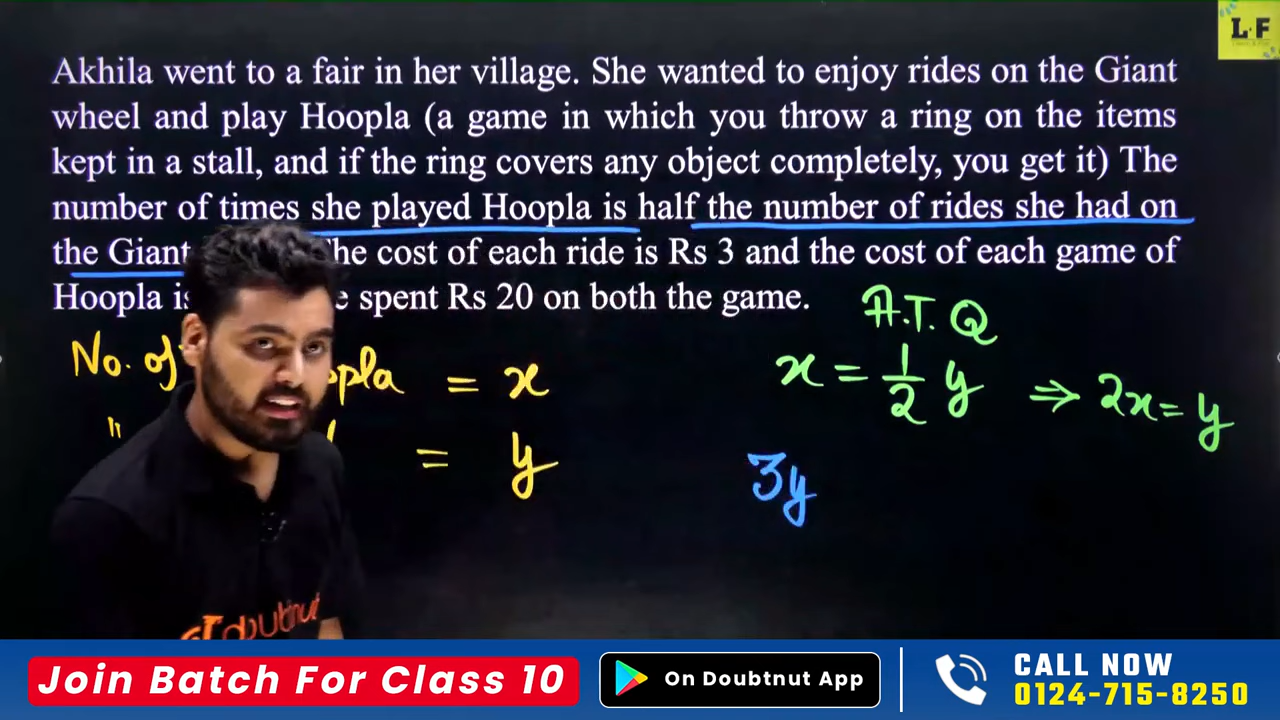 L.F
Akhila went to a fair in her village. She wanted to enjoy rides on the Giant
wheel and play Hoopla (a game in which you throw a ring on the items
kept in a stall, and if the ring covers any object completely, you get it) The
number of times she played Hoopla is half the number of rides she had on
the Giant he cost of each ride is Rs 3 and the cost of each game of
Hoopla is e spent Rs 20 on both the game.
A.T.Q
No. of opla = x
x = 1/2 y ⇒ 2x = y
" = y
3y
doubtnut
Join Batch For Class 10
On Doubtnut App
CALL NOW
0124-715-8250